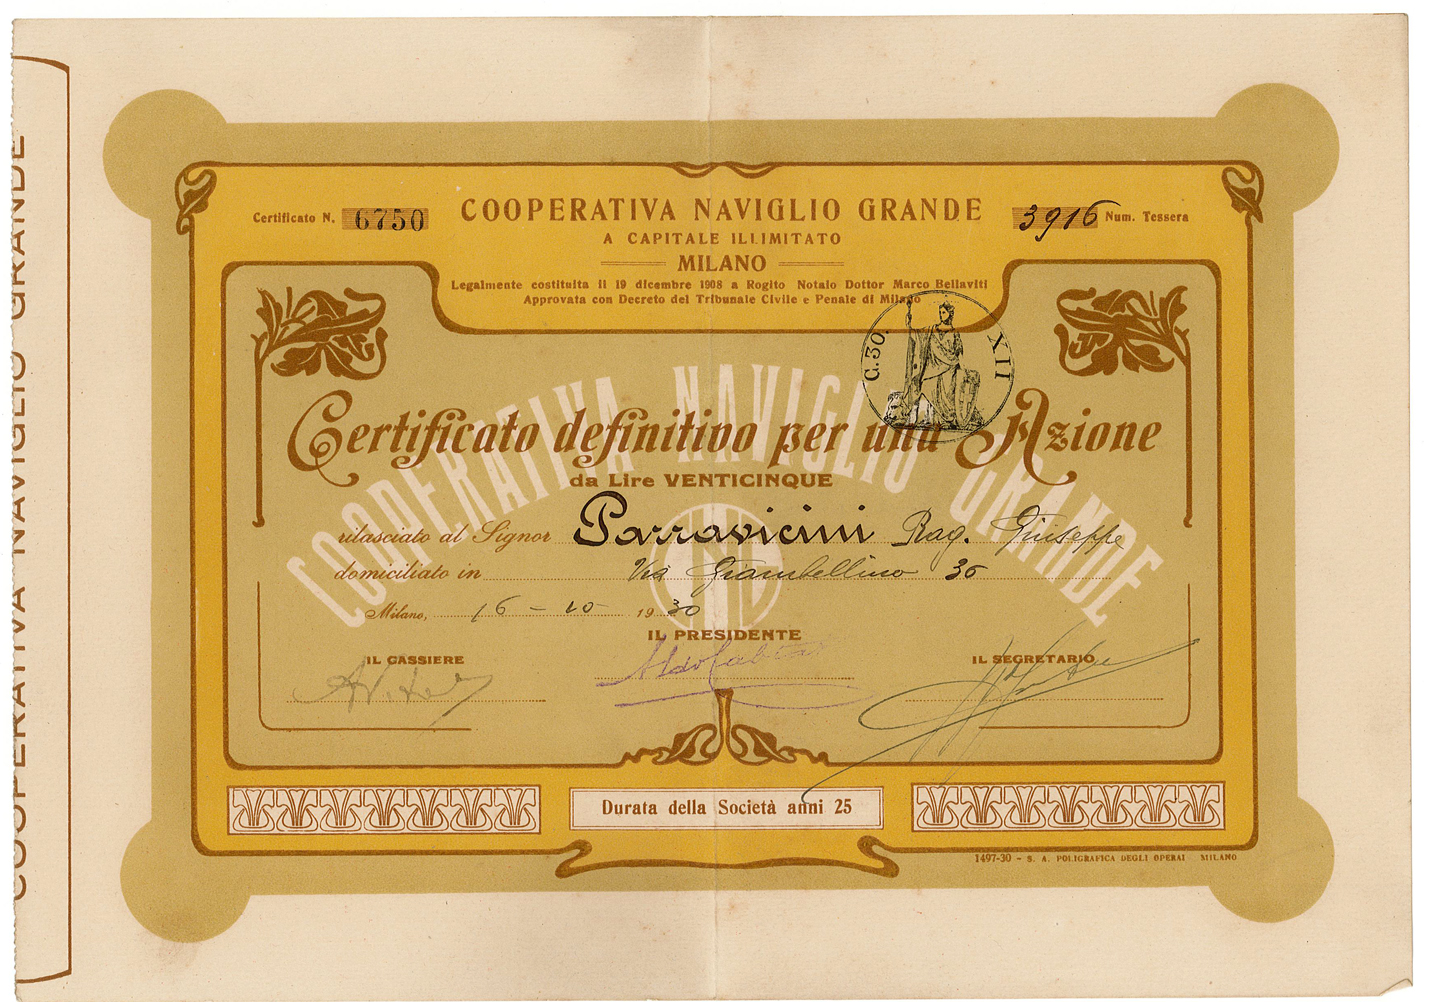 COOPERATIVA NAVIGLIO GRANDE
Certificato N. 6750
COOPERATIVA NAVIGLIO GRANDE
3916 Num. Tessera
A CAPITALE ILLIMITATO
MILANO
Legalmente costituita il 19 dicembre 1908 a Rogito Notaio Dottor Marco Bellaviti
Approvata con Decreto del Tribunale Civile e Penale di Milano
C. 30. XII
COOPERATIVA NAVIGLIO GRANDE
Certificato definitivo per una Azione
da Lire VENTICINQUE
rilasciato al Signor Parravicini Rag. Giuseppe
domiciliato in Via Giambellino 36
Milano, 16 - 10 - 1930
IL PRESIDENTE
IL CASSIERE
IL SEGRETARIO
Durata della Società anni 25
1497-30 - S. A. POLIGRAFICA DEGLI OPERAI - MILANO